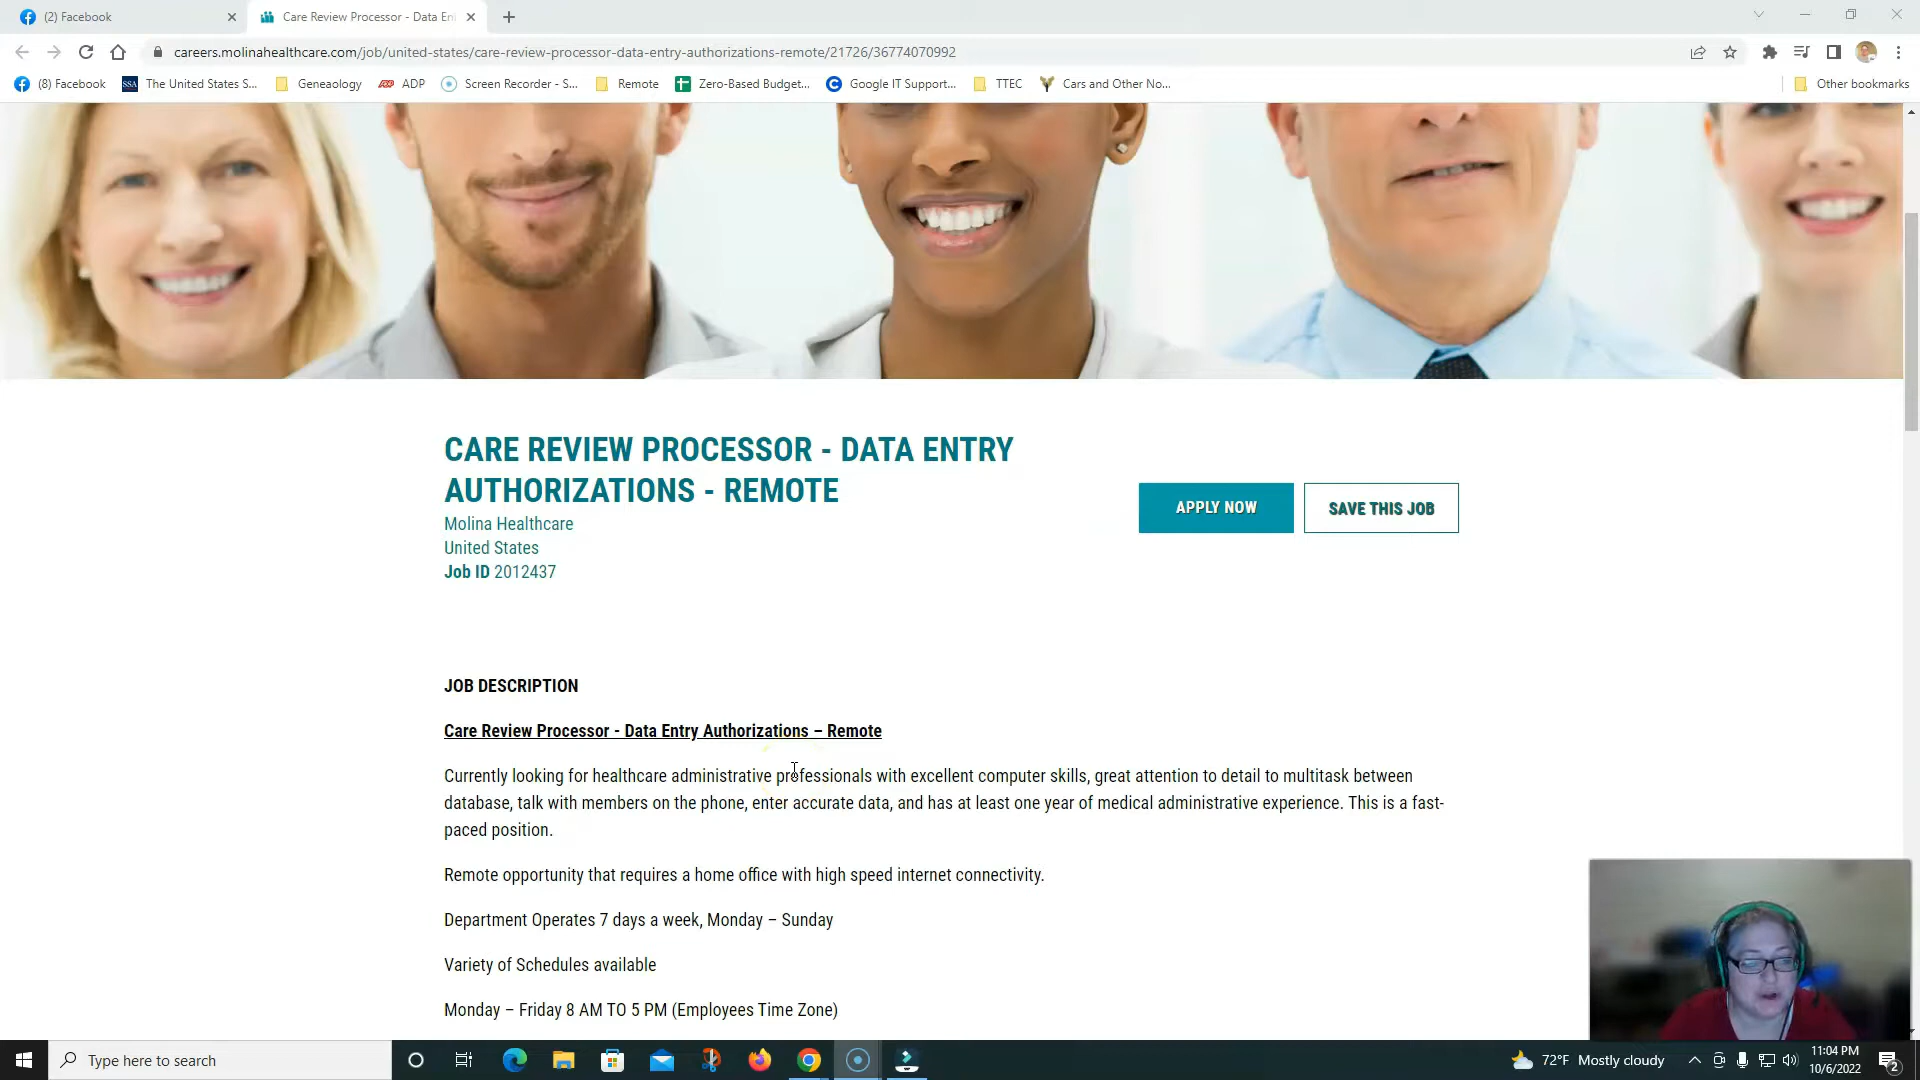 (2) Facebook
Care Review Processor - Data En
careers.molinahealthcare.com/job/united-states/care-review-processor-data-entry-authorizations-remote/21726/36774070992
(8) Facebook
SSA
The United States S...
Geneaology
ADP
Screen Recorder - S...
Remote
Zero-Based Budget...
Google IT Support...
TTEC
Cars and Other No...
Other bookmarks
CARE REVIEW PROCESSOR - DATA ENTRY
AUTHORIZATIONS - REMOTE
Molina Healthcare
United States
Job ID 2012437
APPLY NOW
SAVE THIS JOB
JOB DESCRIPTION
Care Review Processor - Data Entry Authorizations – Remote
Currently looking for healthcare administrative professionals with excellent computer skills, great attention to detail to multitask between
database, talk with members on the phone, enter accurate data, and has at least one year of medical administrative experience. This is a fast-
paced position.
Remote opportunity that requires a home office with high speed internet connectivity.
Department Operates 7 days a week, Monday – Sunday
Variety of Schedules available
Monday – Friday 8 AM TO 5 PM (Employees Time Zone)
Type here to search
72°F Mostly cloudy
11:04 PM
10/6/2022
2